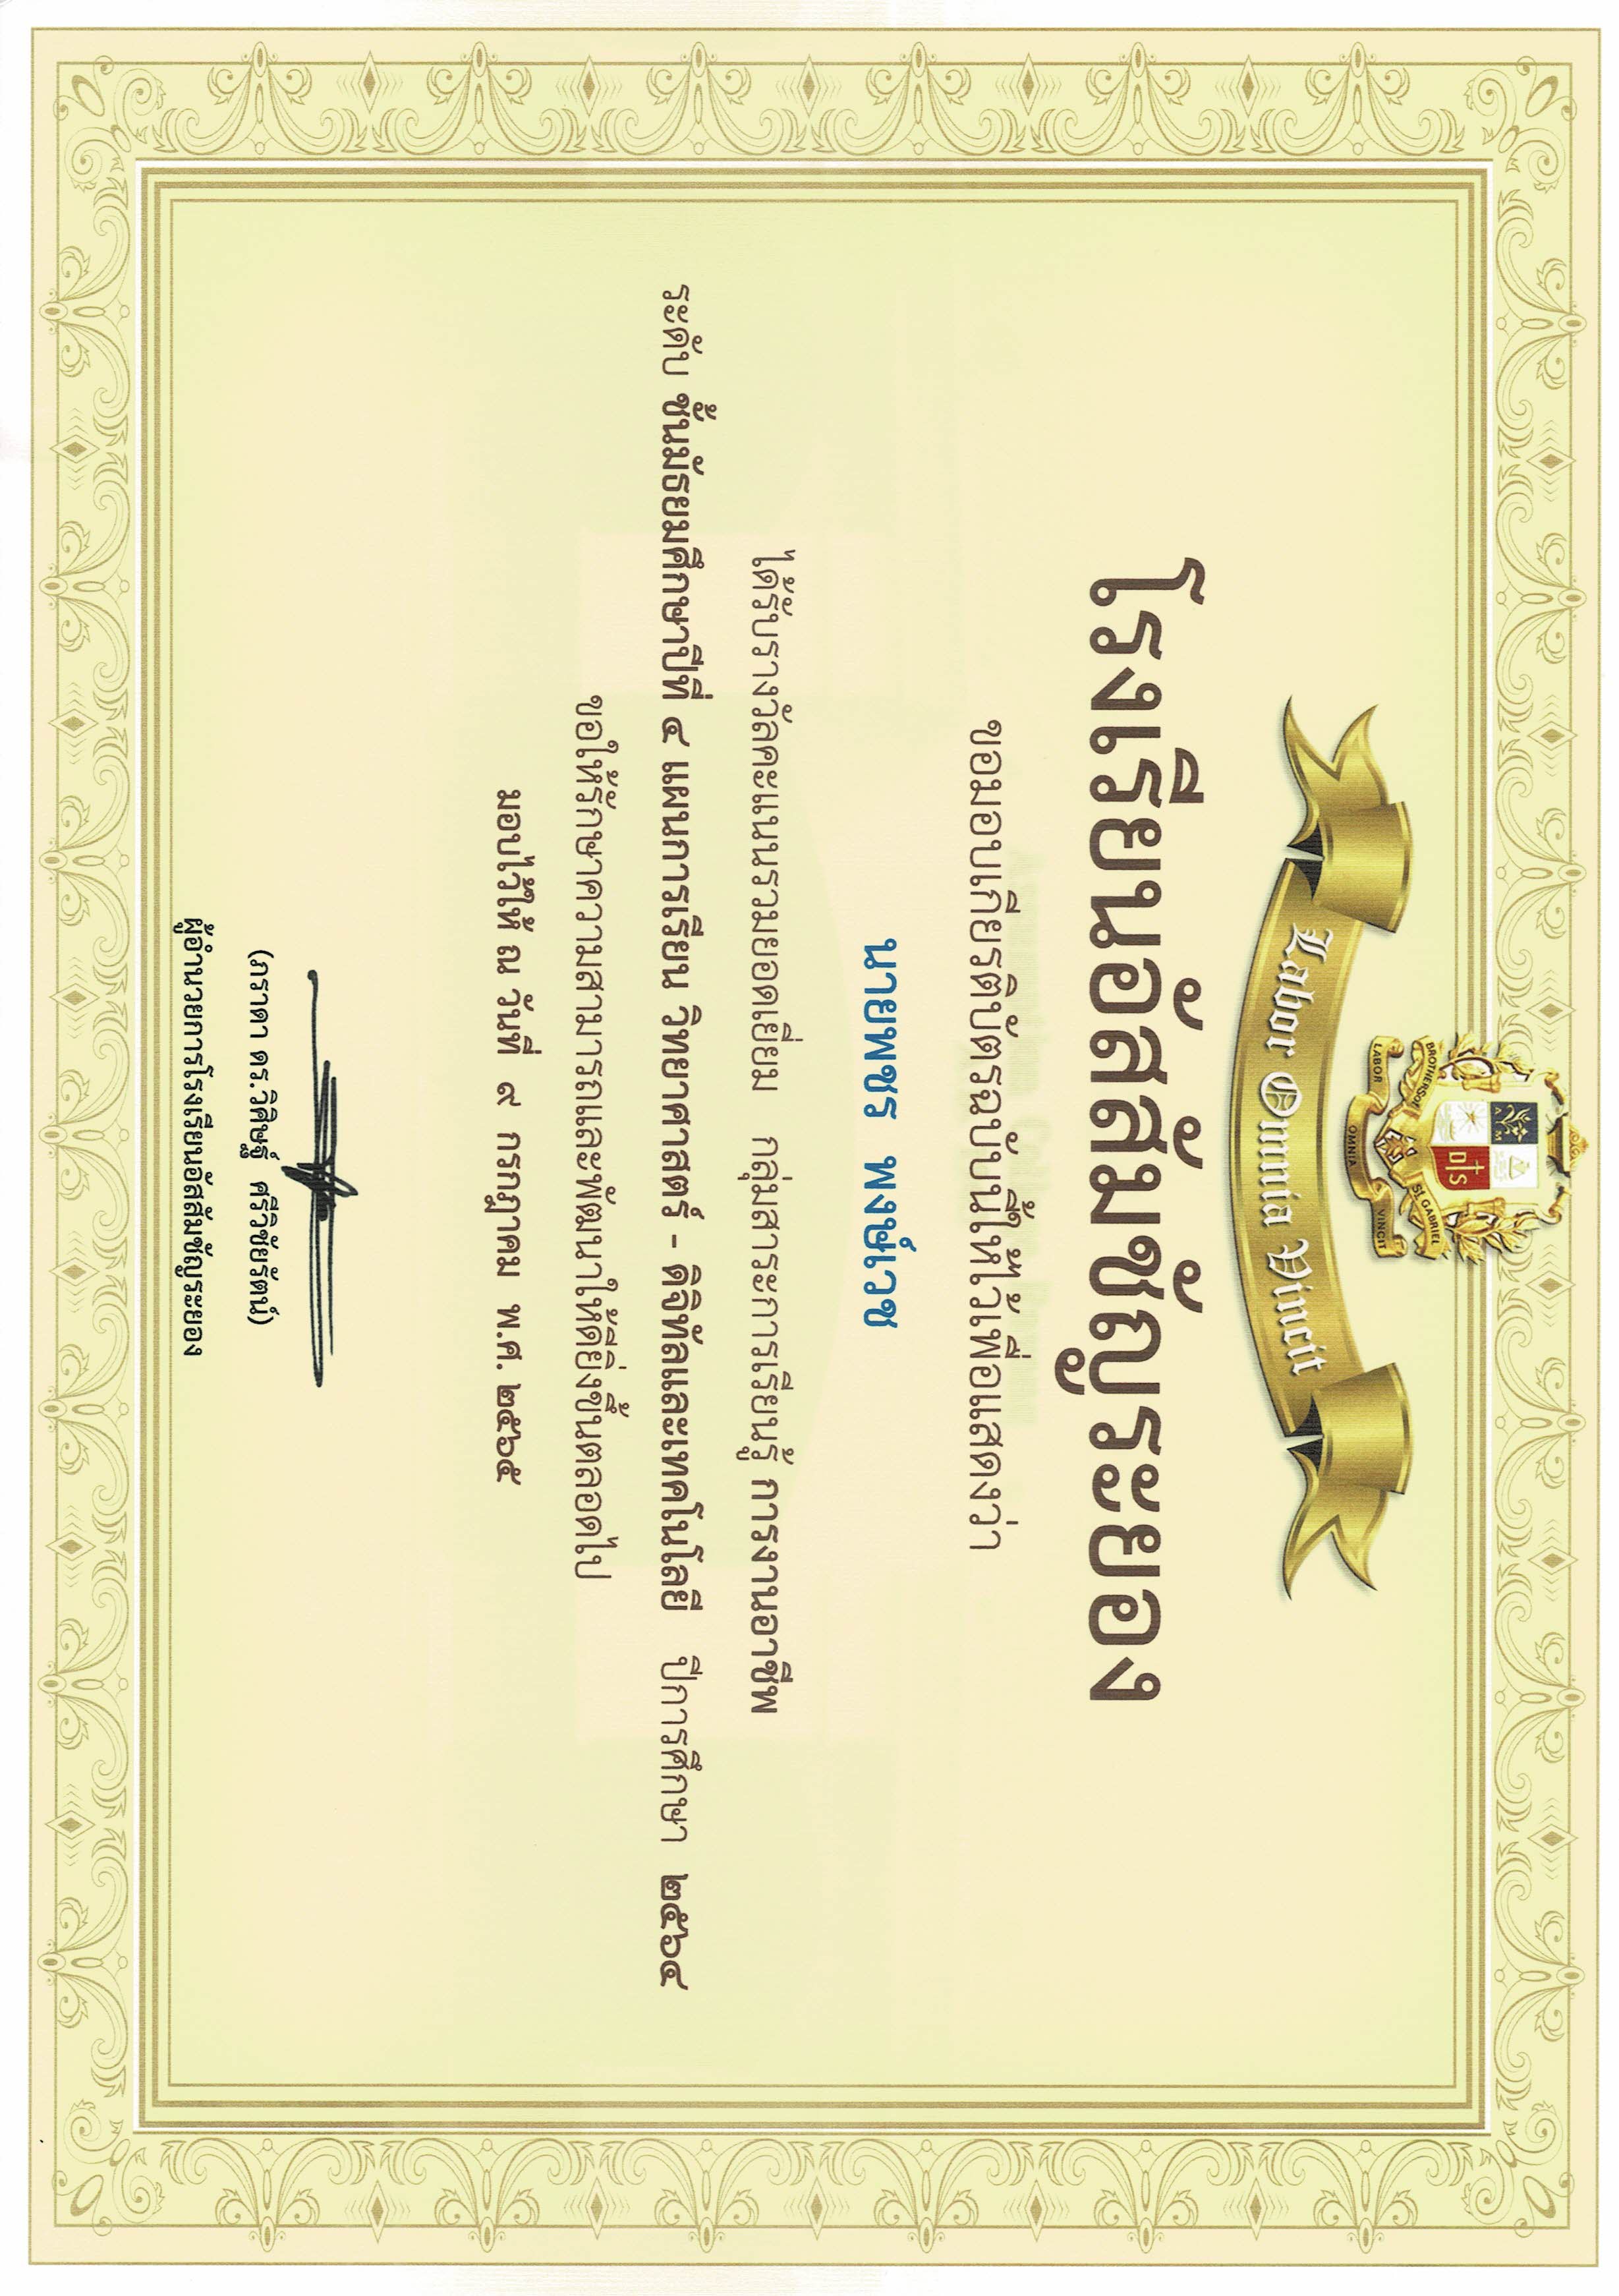 A M
D S
BROTHERS of ST. GABRIEL
LABOR OMNIA VINCIT
Labor Omnia Vincit
โรงเรียนอัสสัมชัญระยอง
Assumption College Rayong
ขอมอบเกียรติบัตรฉบับนี้ให้ไว้เพื่อแสดงว่า
นายพชร พงษ์เวช
ได้รับรางวัลคะแนนรวมยอดเยี่ยม กลุ่มสาระการเรียนรู้ การงานอาชีพ
ระดับ ชั้นมัธยมศึกษาปีที่ ๔ แผนการเรียน วิทยาศาสตร์ - ดิจิทัลและเทคโนโลยี ปีการศึกษา ๒๕๖๔
ขอให้รักษาความสามารถและพัฒนาให้ดียิ่งขึ้นตลอดไป
มอบไว้ให้ ณ วันที่ ๙ กรกฎาคม พ.ศ. ๒๕๖๕
(ภราดา ดร.วิศิษฐ์ ศรีวิชัยรัตน์)
ผู้อำนวยการโรงเรียนอัสสัมชัญระยอง